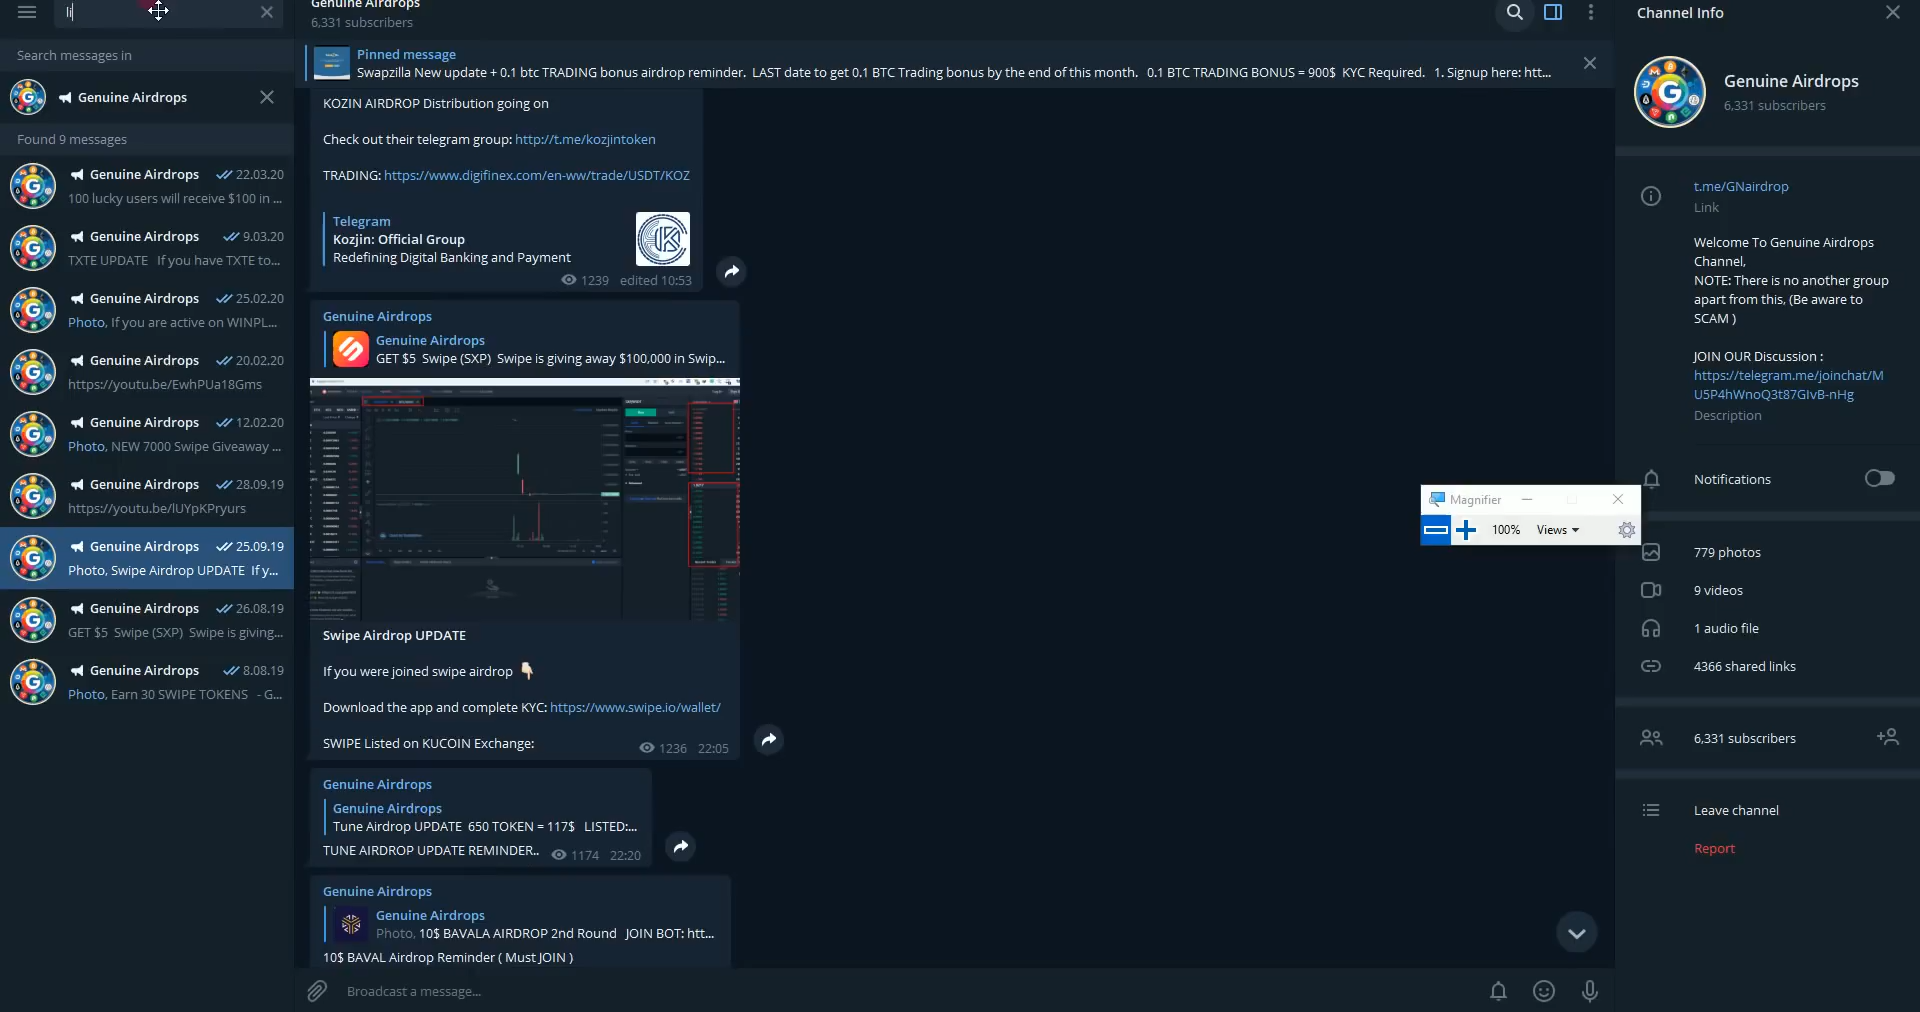 li
Search messages in
Genuine Airdrops
Found 9 messages
Genuine Airdrops 22.03.20
100 lucky users will receive $100 in ...
Genuine Airdrops 9.03.20
TXTE UPDATE If you have TXTE to...
Genuine Airdrops 25.02.20
Photo, If you are active on WINPL...
Genuine Airdrops 20.02.20
https://youtu.be/EwhPUa18Gms
Genuine Airdrops 12.02.20
Photo, NEW 7000 Swipe Giveaway ...
Genuine Airdrops 28.09.19
https://youtu.be/lUYpKPryurs
Genuine Airdrops 25.09.19
Photo, Swipe Airdrop UPDATE If y...
Genuine Airdrops 26.08.19
GET $5 Swipe (SXP) Swipe is giving...
Genuine Airdrops 8.08.19
Photo, Earn 30 SWIPE TOKENS - G...
Genuine Airdrops
6,331 subscribers
Pinned message
Swapzilla New update + 0.1 btc TRADING bonus airdrop reminder. LAST date to get 0.1 BTC Trading bonus by the end of this month. 0.1 BTC TRADING BONUS = 900$ KYC Required. 1. Signup here: htt...
KOZIN AIRDROP Distribution going on
Check out their telegram group: http://t.me/kozjintoken
TRADING: https://www.digifinex.com/en-ww/trade/USDT/KOZ
Telegram
Kozjin: Official Group
Redefining Digital Banking and Payment
1239 edited 10:53
Genuine Airdrops
Genuine Airdrops
GET $5 Swipe (SXP) Swipe is giving away $100,000 in Swip...
Swipe Airdrop UPDATE
If you were joined swipe airdrop 👇🏻
Download the app and complete KYC: https://www.swipe.io/wallet/
SWIPE Listed on KUCOIN Exchange:
1236 22:05
Genuine Airdrops
Genuine Airdrops
Tune Airdrop UPDATE 650 TOKEN = 117$ LISTED:...
TUNE AIRDROP UPDATE REMINDER..
1174 22:20
Genuine Airdrops
Genuine Airdrops
Photo, 10$ BAVALA AIRDROP 2nd Round JOIN BOT: htt...
10$ BAVAL Airdrop Reminder ( Must JOIN )
Broadcast a message...
Magnifier
100% Views
Channel Info
Genuine Airdrops
6,331 subscribers
t.me/GNairdrop
Link
Welcome To Genuine Airdrops
Channel,
NOTE: There is no another group
apart from this, (Be aware to
SCAM )
JOIN OUR Discussion :
https://telegram.me/joinchat/M
U5P4hWnoQ3t87GIvB-nHg
Description
Notifications
779 photos
9 videos
1 audio file
4366 shared links
6,331 subscribers
Leave channel
Report